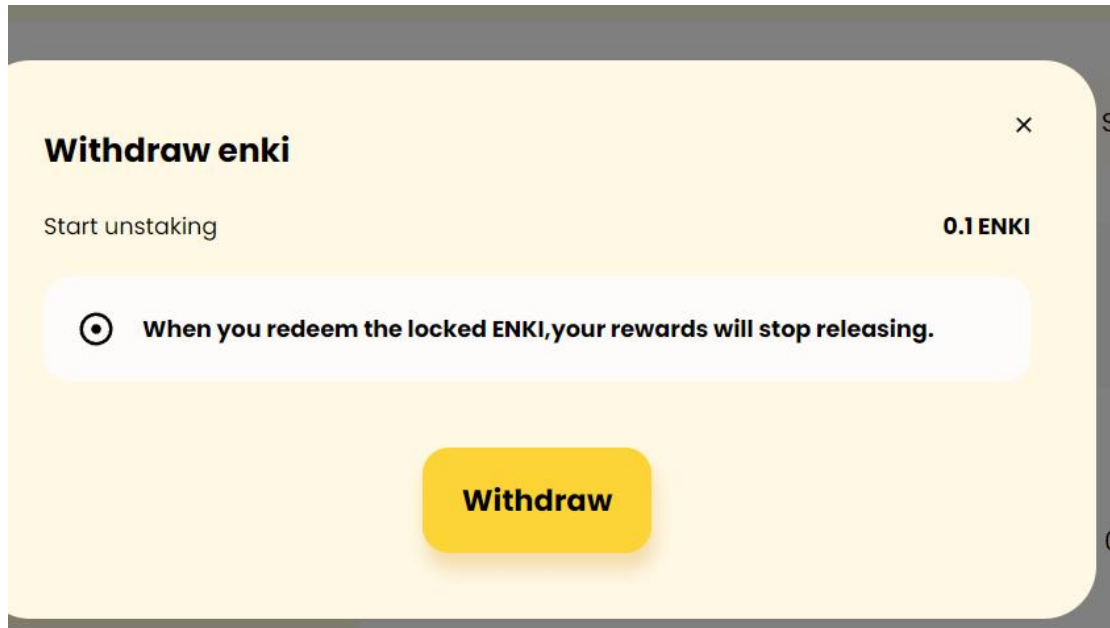 Withdraw enki
Start unstaking 0.1 ENKI
When you redeem the locked ENKI,your rewards will stop releasing.
Withdraw